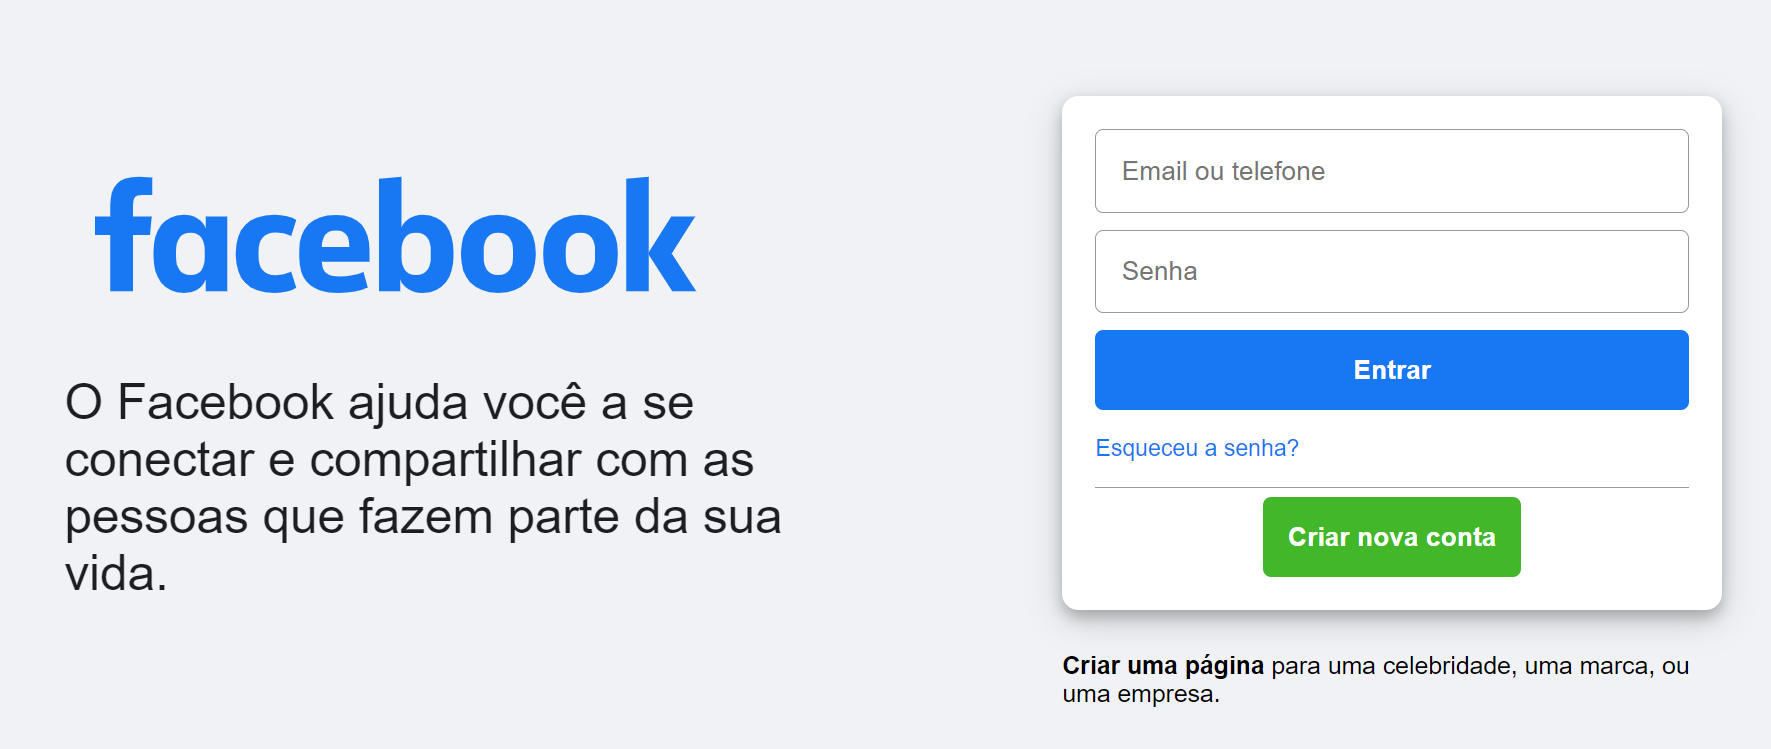 facebook
O Facebook ajuda você a se
conectar e compartilhar com as
pessoas que fazem parte da sua
vida.
Email ou telefone
Senha
Entrar
Esqueceu a senha?
Criar nova conta
Criar uma página para uma celebridade, uma marca, ou
uma empresa.